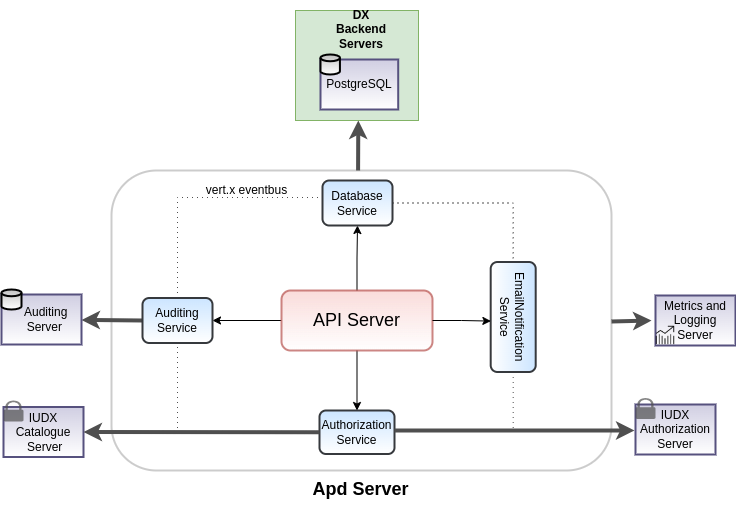 DX
Backend
Servers
PostgreSQL
vert.x eventbus
Database
Service
EmailNotification
Service
Auditing
Server
Auditing
Service
API Server
Metrics and
Logging
Server
IUDX
Catalogue
Server
Authorization
Service
IUDX
Authorization
Server
Apd Server